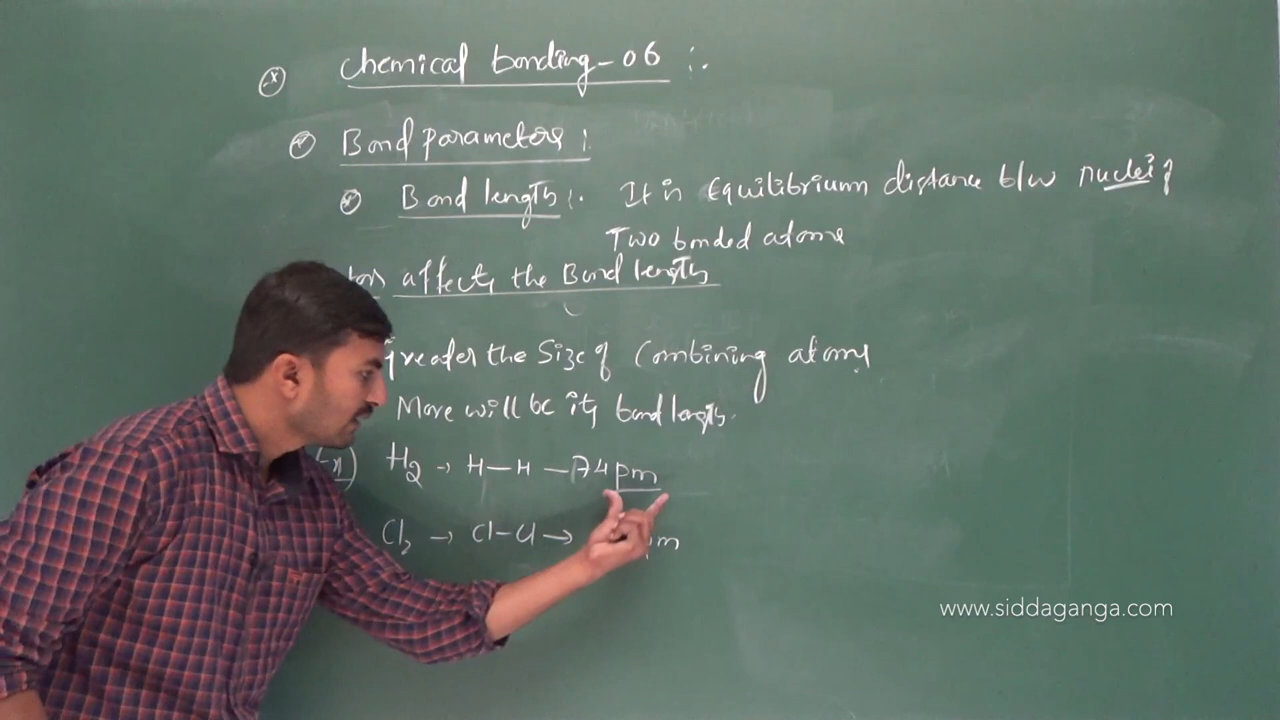 Chemical bonding-06 :.
Bond parameters :
Bond length :. It is Equilibrium distance b/w nuclei of
Two bonded atoms
affects the Bond length
greater the Size of Combining atoms
More will be its bond length.
H2 → H-H - 74pm
Cl2 → Cl-Cl → pm
www.siddaganga.com